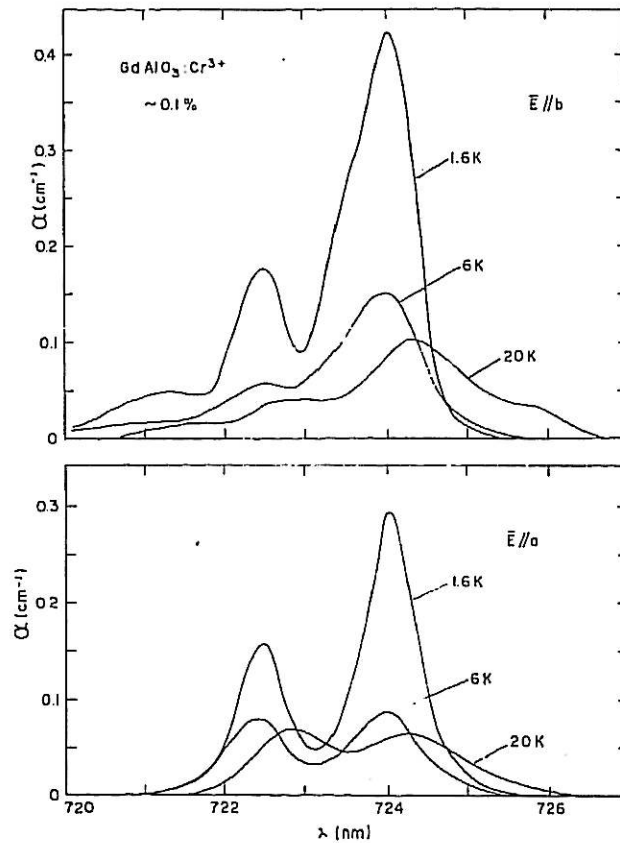 GdAlO₃:Cr³⁺
~0.1%
Ē//b
1.6K
6K
20K
α(cm⁻¹)
0.4
0.3
0.2
0.1
0
Ē//a
1.6K
6K
20K
α(cm⁻¹)
0.3
0.2
0.1
0
720 722 724 726
λ (nm)